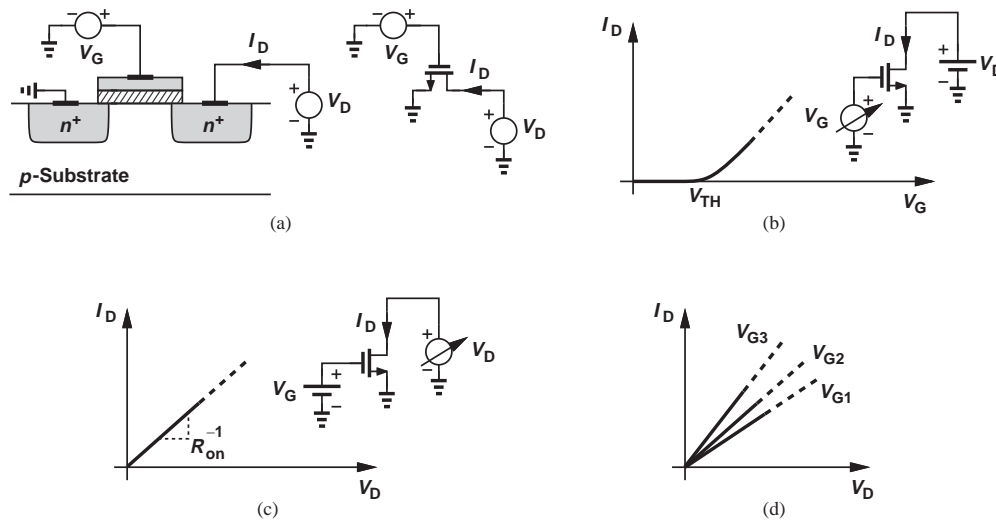 − +
V_G
I_D
+
−
V_D
n+
n+
p-Substrate
− +
V_G
I_D
+
−
V_D
(a)
I_D
V_TH
V_G
I_D
+
−
V_D
V_G
+
−
(b)
I_D
R_on^−1
V_D
I_D
V_G
+
−
+
−
V_D
(c)
I_D
V_G3
V_G2
V_G1
V_D
(d)